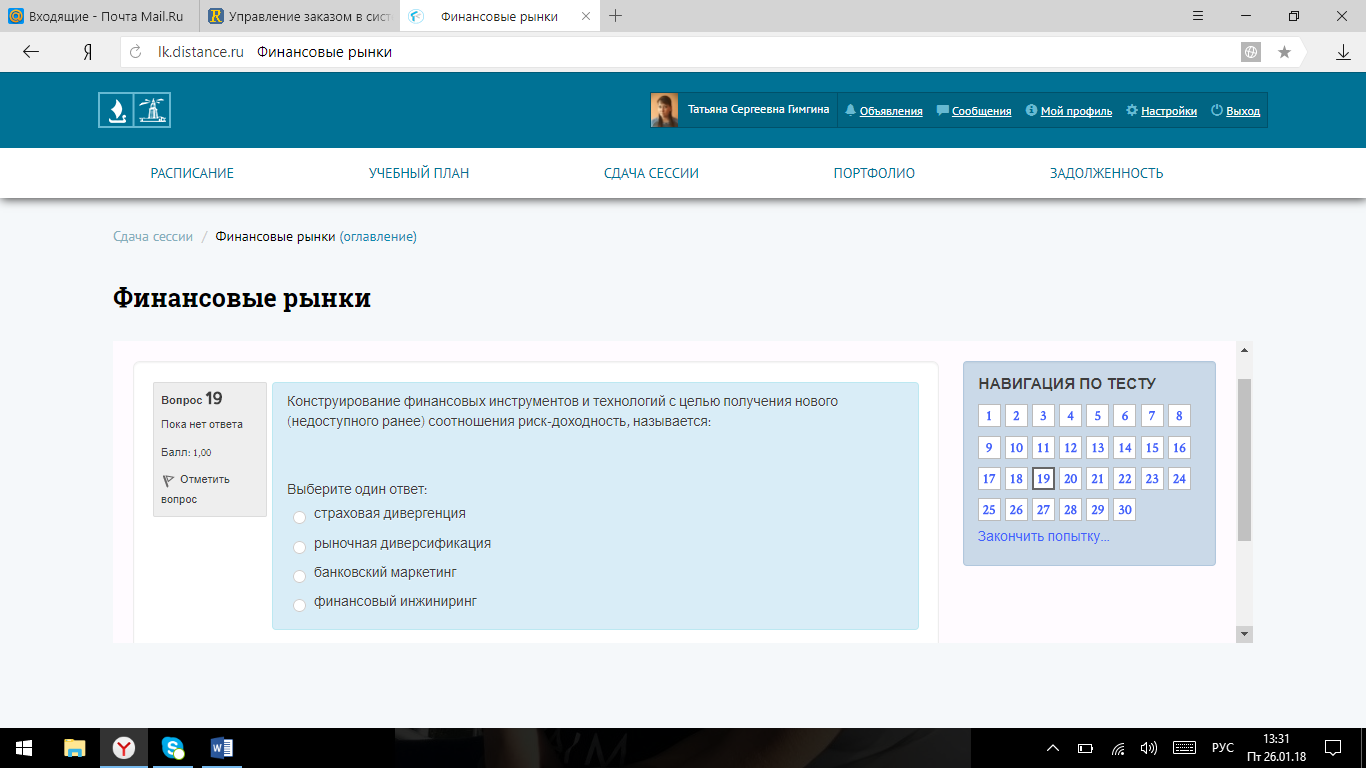 Входящие - Почта Mail.Ru
Управление заказом в сист
Финансовые рынки
lk.distance.ru Финансовые рынки
Татьяна Сергеевна Гимгина Объявления Сообщения Мой профиль Настройки Выход
РАСПИСАНИЕ УЧЕБНЫЙ ПЛАН СДАЧА СЕССИИ ПОРТФОЛИО ЗАДОЛЖЕННОСТЬ
Сдача сессии / Финансовые рынки (оглавление)
Финансовые рынки
Вопрос 19
Пока нет ответа
Балл: 1,00
Отметить
вопрос
Конструирование финансовых инструментов и технологий с целью получения нового
(недоступного ранее) соотношения риск-доходность, называется:
Выберите один ответ:
страховая дивергенция
рыночная диверсификация
банковский маркетинг
финансовый инжиниринг
НАВИГАЦИЯ ПО ТЕСТУ
1 2 3 4 5 6 7 8
9 10 11 12 13 14 15 16
17 18 19 20 21 22 23 24
25 26 27 28 29 30
Закончить попытку...
РУС
13:31
Пт 26.01.18